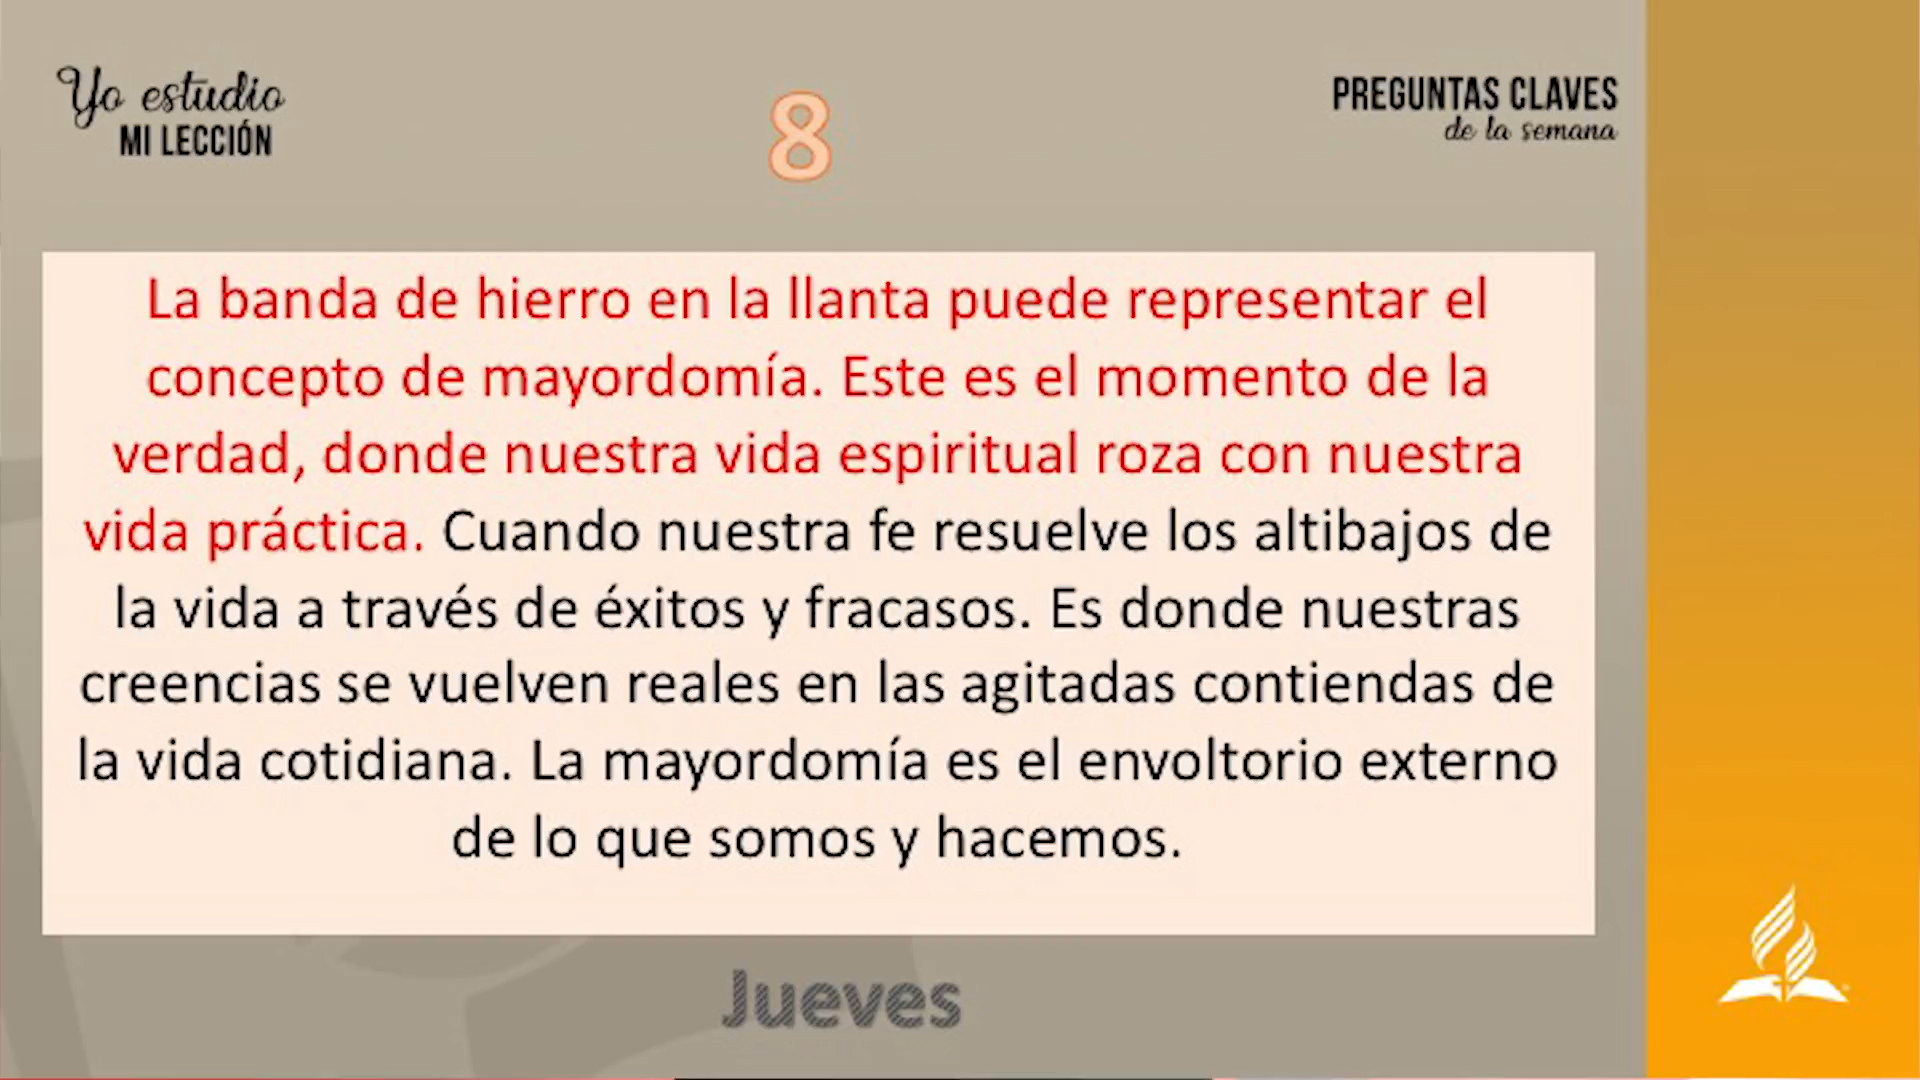 Yo estudio
MI LECCIÓN
8
PREGUNTAS CLAVES
de la semana
La banda de hierro en la llanta puede representar el
concepto de mayordomía. Este es el momento de la
verdad, donde nuestra vida espiritual roza con nuestra
vida práctica. Cuando nuestra fe resuelve los altibajos de
la vida a través de éxitos y fracasos. Es donde nuestras
creencias se vuelven reales en las agitadas contiendas de
la vida cotidiana. La mayordomía es el envoltorio externo
de lo que somos y hacemos.
Jueves